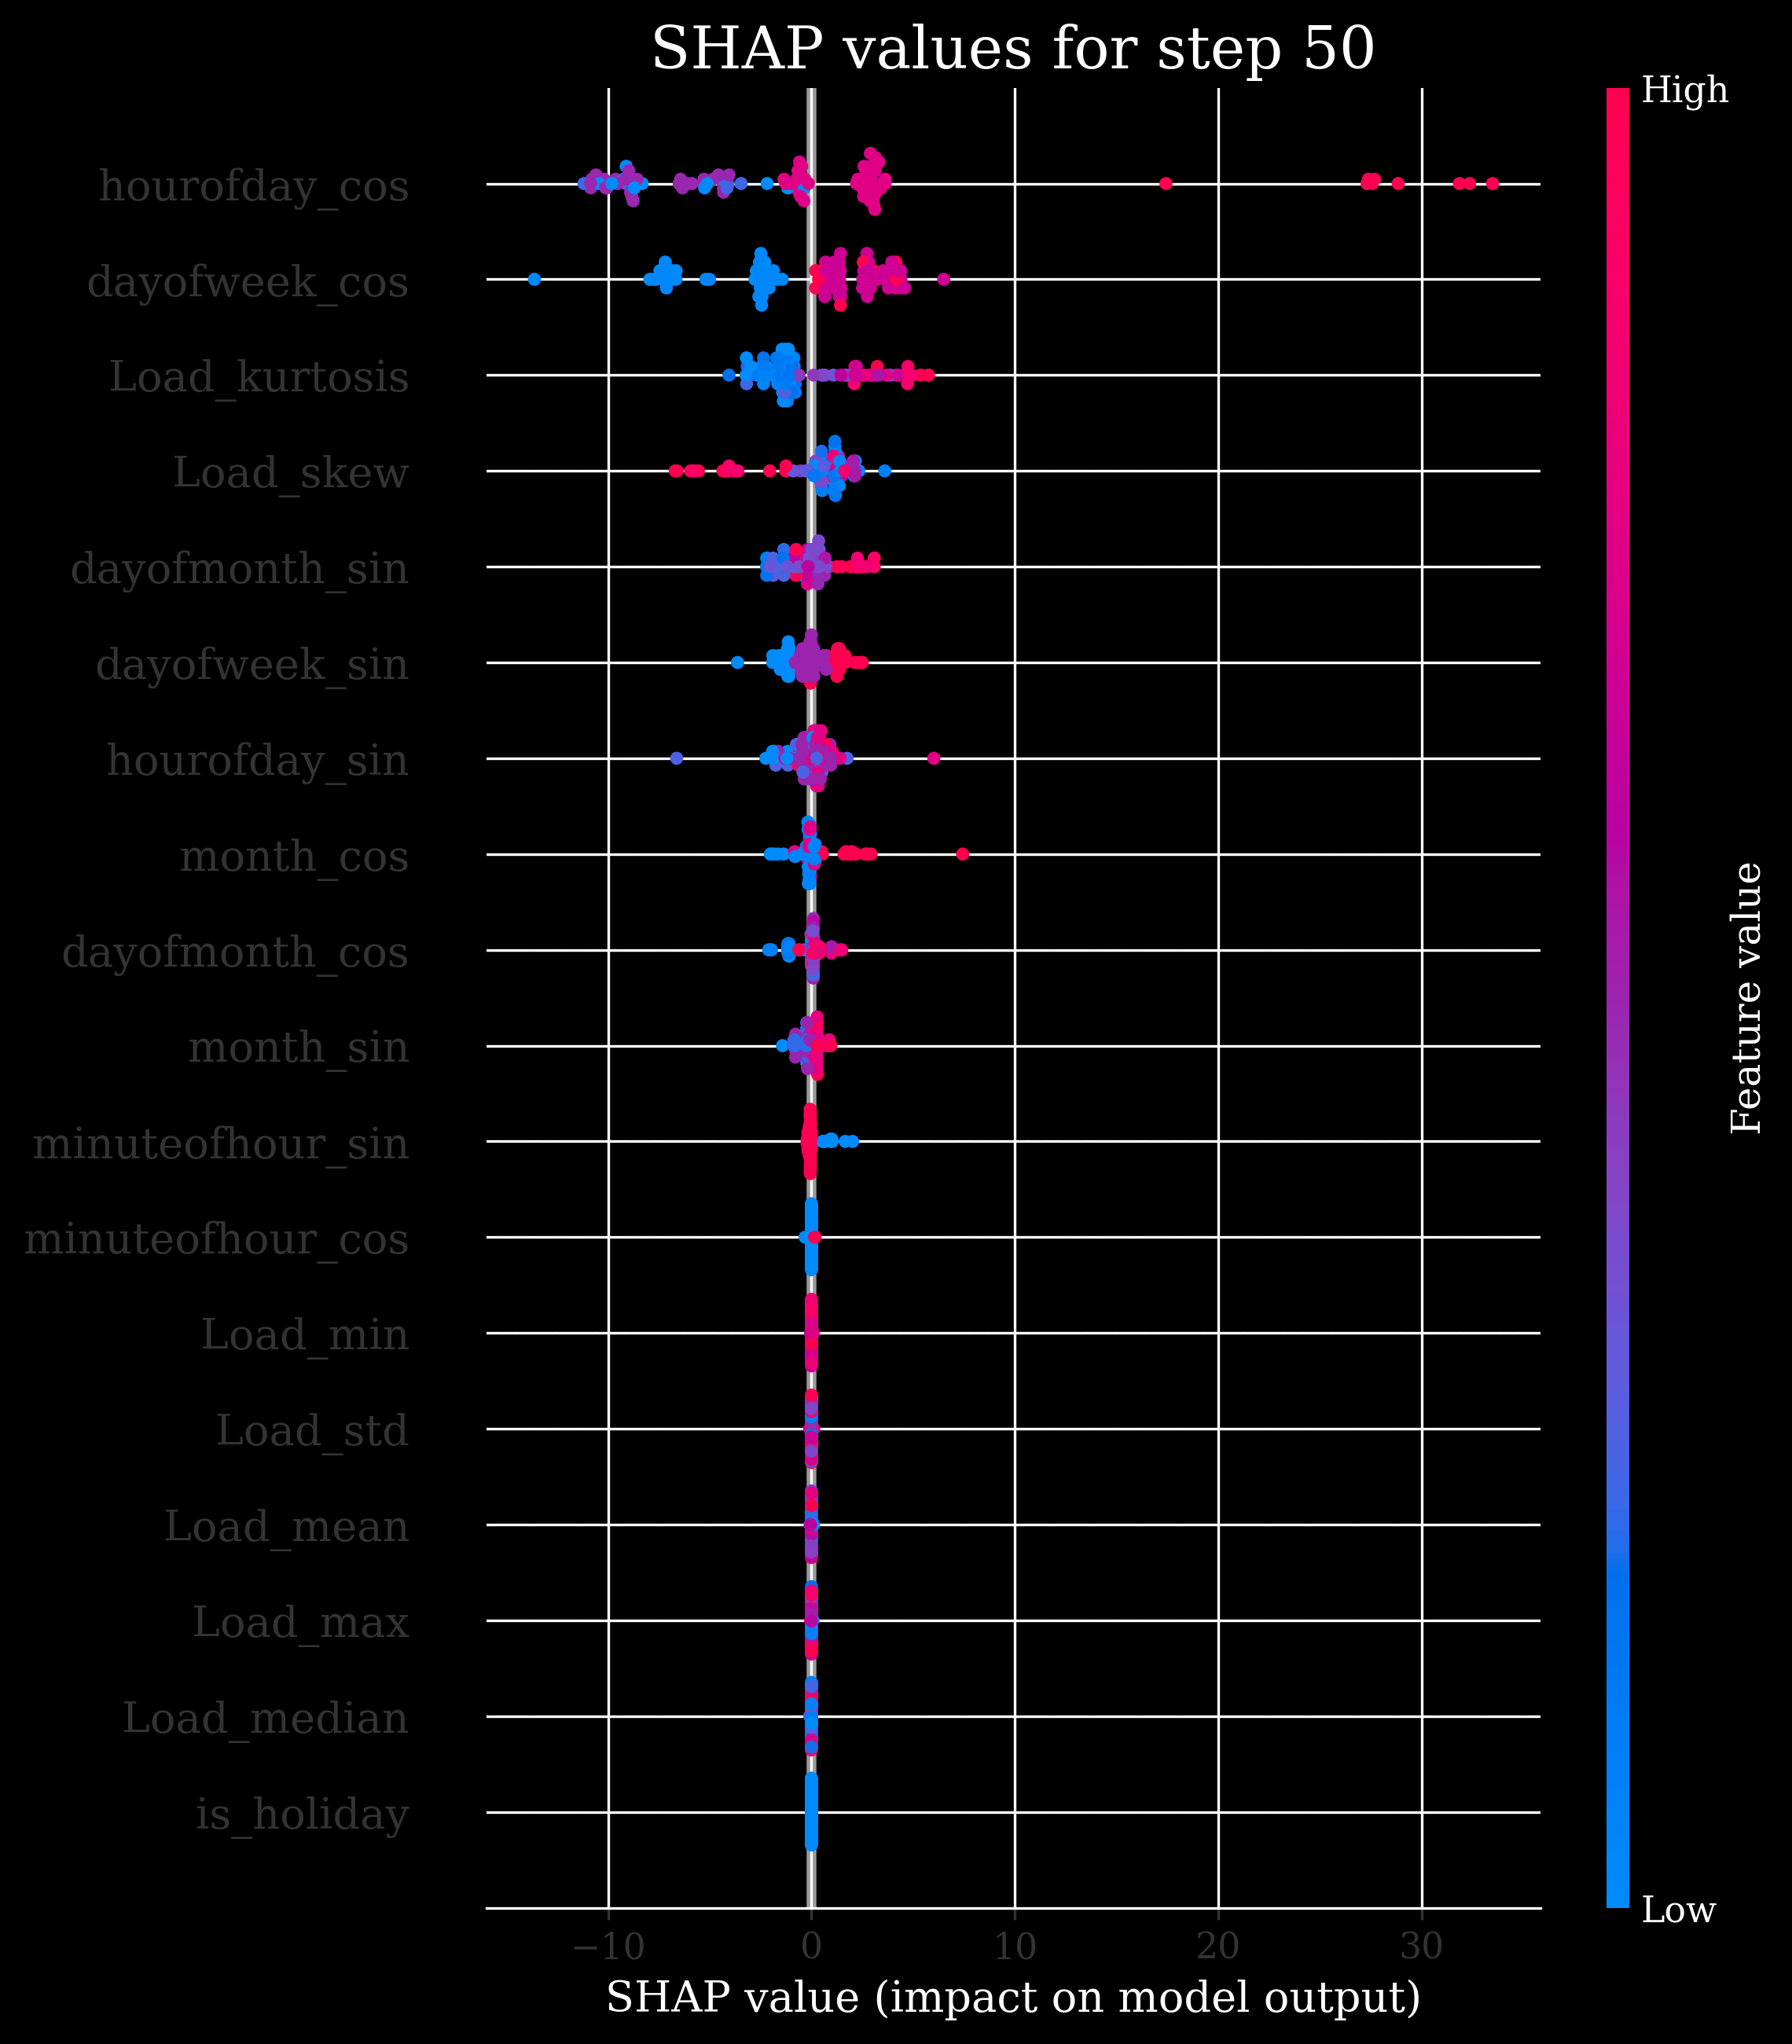 SHAP values for step 50
High
hourofday_cos
dayofweek_cos
Load_kurtosis
Load_skew
dayofmonth_sin
dayofweek_sin
hourofday_sin
month_cos
dayofmonth_cos
month_sin
minuteofhour_sin
minuteofhour_cos
Load_min
Load_std
Load_mean
Load_max
Load_median
is_holiday
Feature value
Low
−10 0 10 20 30
SHAP value (impact on model output)